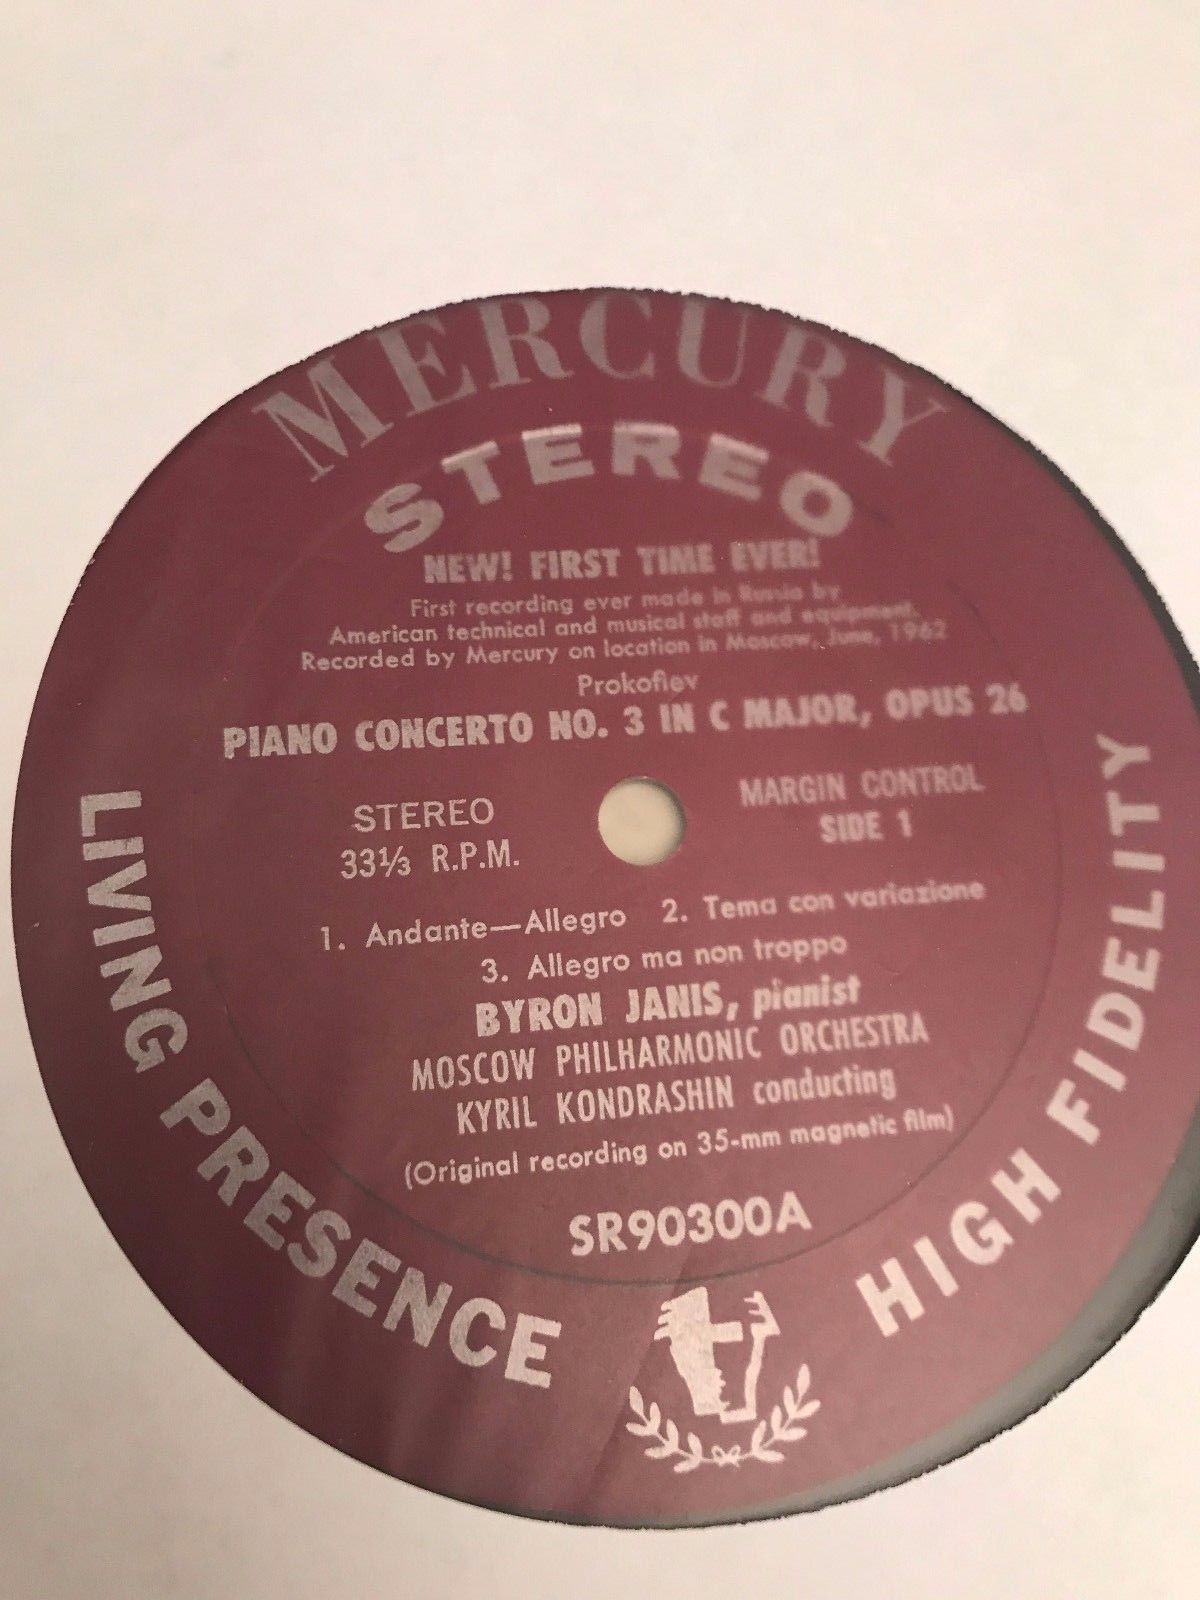 MERCURY
STEREO
NEW! FIRST TIME EVER!
First recording ever made in Russia by
American technical and musical staff and equipment.
Recorded by Mercury on location in Moscow, June, 1962
Prokofiev
PIANO CONCERTO NO. 3 IN C MAJOR, OPUS 26
STEREO
33⅓ R.P.M.
MARGIN CONTROL
SIDE 1
1. Andante—Allegro 2. Tema con variazione
3. Allegro ma non troppo
BYRON JANIS, pianist
MOSCOW PHILHARMONIC ORCHESTRA
KYRIL KONDRASHIN conducting
(Original recording on 35-mm magnetic film)
SR90300A
LIVING PRESENCE
HIGH FIDELITY